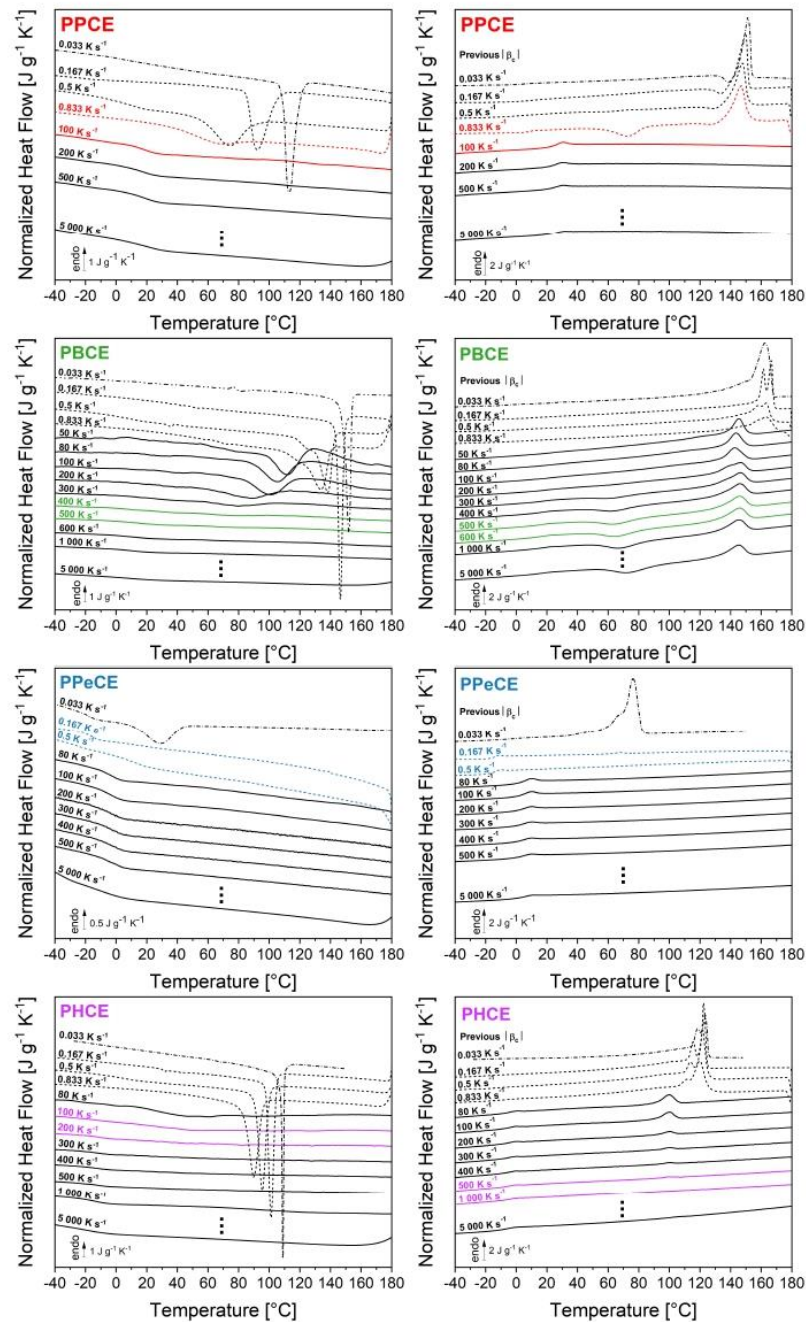 PPCE
0.033 K s⁻¹
0.167 K s⁻¹
0.5 K s⁻¹
0.833 K s⁻¹
100 K s⁻¹
200 K s⁻¹
500 K s⁻¹
5 000 K s⁻¹
endo
1 J g⁻¹ K⁻¹
Normalized Heat Flow [J g⁻¹ K⁻¹]
-40 -20 0 20 40 60 80 100 120 140 160 180
Temperature [°C]
PPCE
Previous |βc|
0.033 K s⁻¹
0.167 K s⁻¹
0.5 K s⁻¹
0.833 K s⁻¹
100 K s⁻¹
200 K s⁻¹
500 K s⁻¹
5 000 K s⁻¹
endo
2 J g⁻¹ K⁻¹
Normalized Heat Flow [J g⁻¹ K⁻¹]
-40 -20 0 20 40 60 80 100 120 140 160 180
Temperature [°C]
PBCE
0.033 K s⁻¹
0.167 K s⁻¹
0.5 K s⁻¹
0.833 K s⁻¹
50 K s⁻¹
80 K s⁻¹
100 K s⁻¹
200 K s⁻¹
300 K s⁻¹
400 K s⁻¹
500 K s⁻¹
600 K s⁻¹
1 000 K s⁻¹
5 000 K s⁻¹
endo
1 J g⁻¹ K⁻¹
Normalized Heat Flow [J g⁻¹ K⁻¹]
-40 -20 0 20 40 60 80 100 120 140 160 180
Temperature [°C]
PBCE
Previous |βc|
0.033 K s⁻¹
0.167 K s⁻¹
0.5 K s⁻¹
0.833 K s⁻¹
50 K s⁻¹
80 K s⁻¹
100 K s⁻¹
200 K s⁻¹
300 K s⁻¹
400 K s⁻¹
500 K s⁻¹
600 K s⁻¹
1 000 K s⁻¹
5 000 K s⁻¹
endo
2 J g⁻¹ K⁻¹
Normalized Heat Flow [J g⁻¹ K⁻¹]
-40 -20 0 20 40 60 80 100 120 140 160 180
Temperature [°C]
PPeCE
0.033 K s⁻¹
0.167 K s⁻¹
0.5 K s⁻¹
80 K s⁻¹
100 K s⁻¹
200 K s⁻¹
300 K s⁻¹
400 K s⁻¹
500 K s⁻¹
5 000 K s⁻¹
endo
0.5 J g⁻¹ K⁻¹
Normalized Heat Flow [J g⁻¹ K⁻¹]
-40 -20 0 20 40 60 80 100 120 140 160 180
Temperature [°C]
PPeCE
Previous |βc|
0.033 K s⁻¹
0.167 K s⁻¹
0.5 K s⁻¹
80 K s⁻¹
100 K s⁻¹
200 K s⁻¹
300 K s⁻¹
400 K s⁻¹
500 K s⁻¹
5 000 K s⁻¹
endo
2 J g⁻¹ K⁻¹
Normalized Heat Flow [J g⁻¹ K⁻¹]
-40 -20 0 20 40 60 80 100 120 140 160 180
Temperature [°C]
PHCE
0.033 K s⁻¹
0.167 K s⁻¹
0.5 K s⁻¹
0.833 K s⁻¹
80 K s⁻¹
100 K s⁻¹
200 K s⁻¹
300 K s⁻¹
400 K s⁻¹
500 K s⁻¹
1 000 K s⁻¹
5 000 K s⁻¹
endo
1 J g⁻¹ K⁻¹
Normalized Heat Flow [J g⁻¹ K⁻¹]
-40 -20 0 20 40 60 80 100 120 140 160 180
Temperature [°C]
PHCE
Previous |βc|
0.033 K s⁻¹
0.167 K s⁻¹
0.5 K s⁻¹
0.833 K s⁻¹
80 K s⁻¹
100 K s⁻¹
200 K s⁻¹
300 K s⁻¹
400 K s⁻¹
500 K s⁻¹
1 000 K s⁻¹
5 000 K s⁻¹
endo
2 J g⁻¹ K⁻¹
Normalized Heat Flow [J g⁻¹ K⁻¹]
-40 -20 0 20 40 60 80 100 120 140 160 180
Temperature [°C]